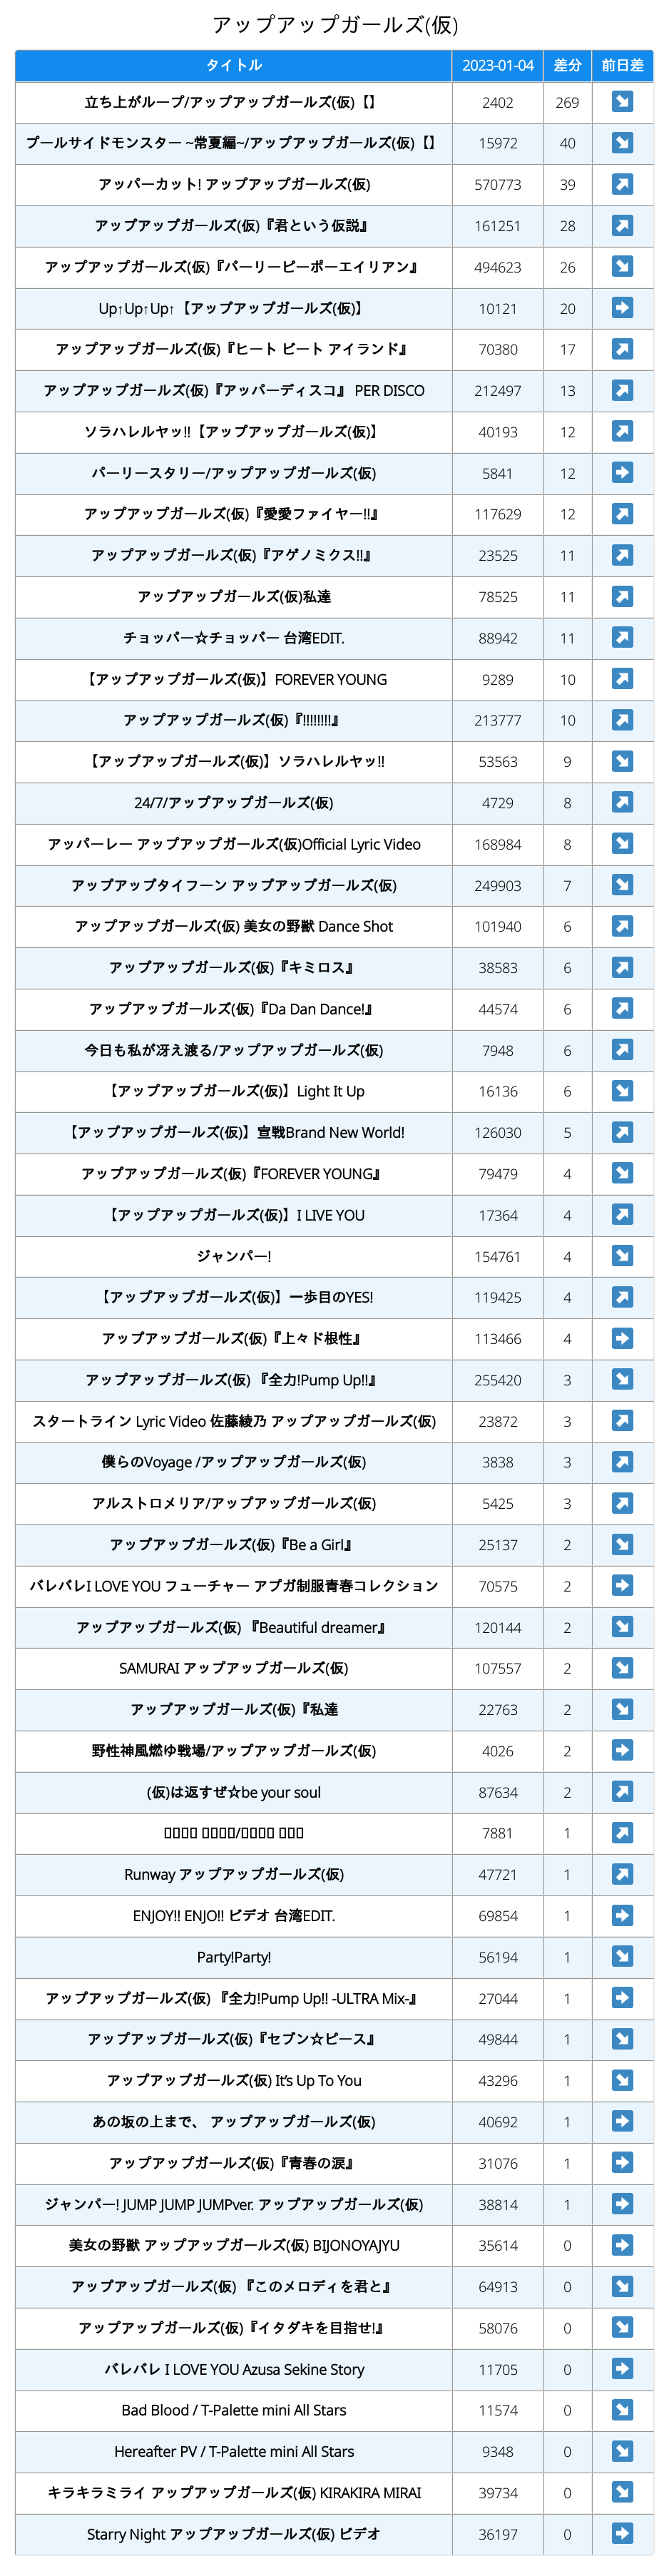 アップアップガールズ(仮)
タイトル 2023-01-04 差分 前日差
立ち上がループ/アップアップガールズ(仮)【】 2402 269 ↘
プールサイドモンスター ~常夏編~/アップアップガールズ(仮)【】 15972 40 ↘
アッパーカット! アップアップガールズ(仮) 570773 39 ↗
アップアップガールズ(仮)『君という仮説』 161251 28 ↗
アップアップガールズ(仮)『パーリーピーポーエイリアン』 494623 26 ↘
Up↑Up↑Up↑【アップアップガールズ(仮)】 10121 20 ➡
アップアップガールズ(仮)『ヒート ビート アイランド』 70380 17 ↗
アップアップガールズ(仮)『アッパーディスコ』 PER DISCO 212497 13 ↗
ソラハレルヤッ!!【アップアップガールズ(仮)】 40193 12 ↗
パーリースタリー/アップアップガールズ(仮) 5841 12 ➡
アップアップガールズ(仮)『愛愛ファイヤー!!』 117629 12 ↗
アップアップガールズ(仮)『アゲノミクス!!』 23525 11 ↗
アップアップガールズ(仮)私達 78525 11 ↗
チョッパー☆チョッパー 台湾EDIT. 88942 11 ↗
【アップアップガールズ(仮)】FOREVER YOUNG 9289 10 ↗
アップアップガールズ(仮)『!!!!!!!!』 213777 10 ↗
【アップアップガールズ(仮)】ソラハレルヤッ!! 53563 9 ↘
24/7/アップアップガールズ(仮) 4729 8 ↗
アッパーレー アップアップガールズ(仮)Official Lyric Video 168984 8 ↘
アップアップタイフーン アップアップガールズ(仮) 249903 7 ↘
アップアップガールズ(仮) 美女の野獣 Dance Shot 101940 6 ↗
アップアップガールズ(仮)『キミロス』 38583 6 ↗
アップアップガールズ(仮)『Da Dan Dance!』 44574 6 ↗
今日も私が冴え渡る/アップアップガールズ(仮) 7948 6 ↗
【アップアップガールズ(仮)】Light It Up 16136 6 ↘
【アップアップガールズ(仮)】宣戦Brand New World! 126030 5 ↗
アップアップガールズ(仮)『FOREVER YOUNG』 79479 4 ↘
【アップアップガールズ(仮)】I LIVE YOU 17364 4 ↗
ジャンパー! 154761 4 ↘
【アップアップガールズ(仮)】一歩目のYES! 119425 4 ↗
アップアップガールズ(仮)『上々ド根性』 113466 4 ➡
アップアップガールズ(仮) 『全力!Pump Up!!』 255420 3 ↘
スタートライン Lyric Video 佐藤綾乃 アップアップガールズ(仮) 23872 3 ↗
僕らのVoyage /アップアップガールズ(仮) 3838 3 ↗
アルストロメリア/アップアップガールズ(仮) 5425 3 ↗
アップアップガールズ(仮)『Be a Girl』 25137 2 ↘
バレバレI LOVE YOU フューチャー アプガ制服青春コレクション 70575 2 ➡
アップアップガールズ(仮) 『Beautiful dreamer』 120144 2 ↘
SAMURAI アップアップガールズ(仮) 107557 2 ↘
アップアップガールズ(仮)『私達 22763 2 ↘
野性神風燃ゆ戦場/アップアップガールズ(仮) 4026 2 ➡
(仮)は返すぜ☆be your soul 87634 2 ↗
▯▯▯▯ ▯▯▯▯/▯▯▯▯ ▯▯▯ 7881 1 ↗
Runway アップアップガールズ(仮) 47721 1 ↗
ENJOY!! ENJO!! ビデオ 台湾EDIT. 69854 1 ➡
Party!Party! 56194 1 ↘
アップアップガールズ(仮) 『全力!Pump Up!! -ULTRA Mix-』 27044 1 ➡
アップアップガールズ(仮)『セブン☆ピース』 49844 1 ↘
アップアップガールズ(仮) It's Up To You 43296 1 ↘
あの坂の上まで、 アップアップガールズ(仮) 40692 1 ➡
アップアップガールズ(仮)『青春の涙』 31076 1 ➡
ジャンパー! JUMP JUMP JUMPver. アップアップガールズ(仮) 38814 1 ➡
美女の野獣 アップアップガールズ(仮) BIJONOYAJYU 35614 0 ➡
アップアップガールズ(仮) 『このメロディを君と』 64913 0 ↘
アップアップガールズ(仮)『イタダキを目指せ!』 58076 0 ↘
バレバレ I LOVE YOU Azusa Sekine Story 11705 0 ➡
Bad Blood / T-Palette mini All Stars 11574 0 ↘
Hereafter PV / T-Palette mini All Stars 9348 0 ↘
キラキラミライ アップアップガールズ(仮) KIRAKIRA MIRAI 39734 0 ↘
Starry Night アップアップガールズ(仮) ビデオ 36197 0 ➡